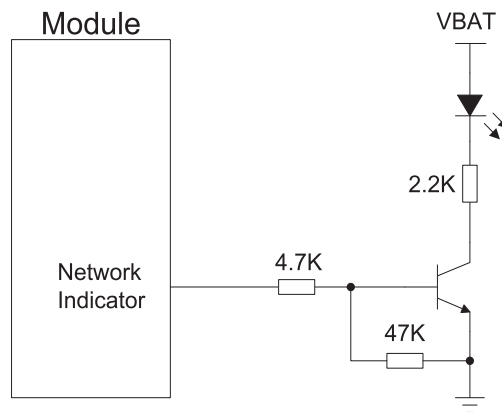 Module
VBAT
2.2K
4.7K
Network
Indicator
47K